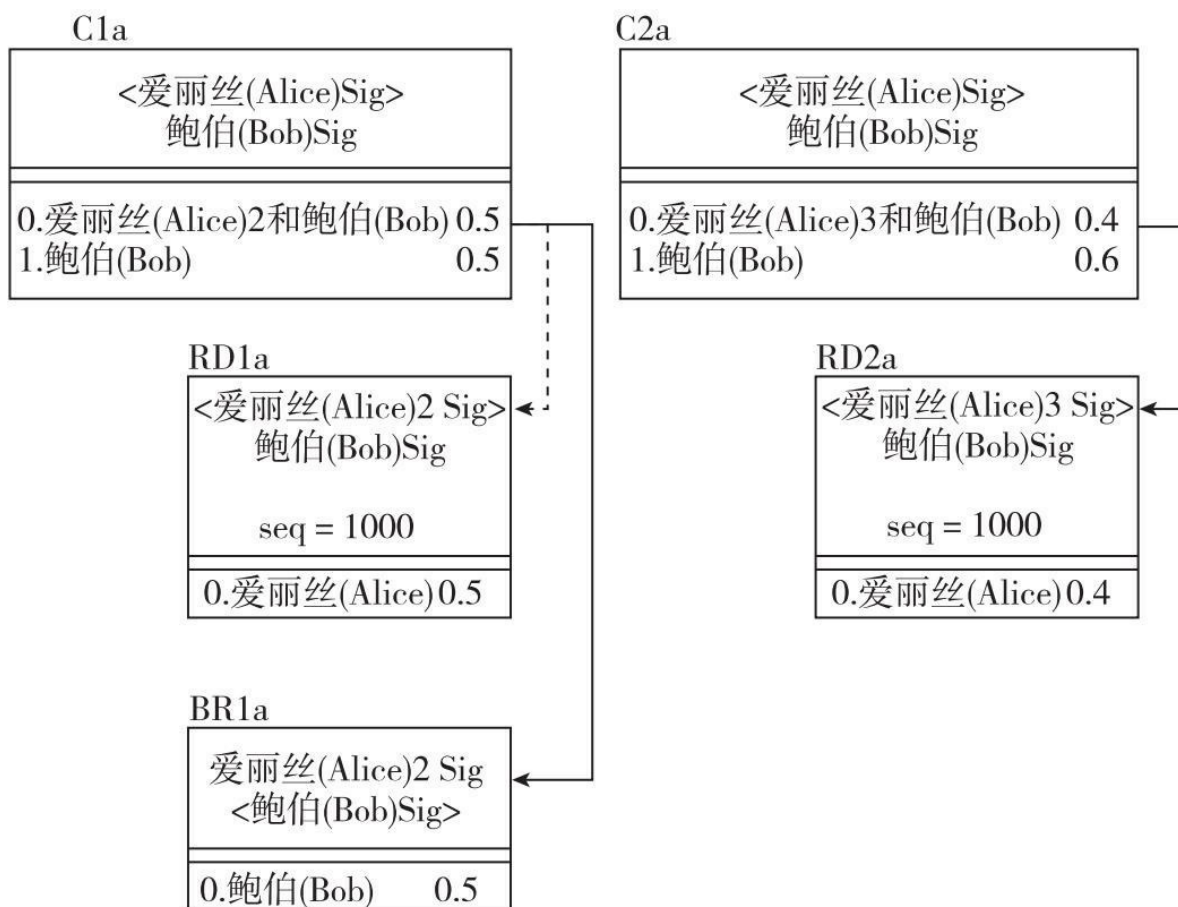 C1a
<爱丽丝(Alice)Sig>
鲍伯(Bob)Sig
0.爱丽丝(Alice)2和鲍伯(Bob) 0.5
1.鲍伯(Bob) 0.5
C2a
<爱丽丝(Alice)Sig>
鲍伯(Bob)Sig
0.爱丽丝(Alice)3和鲍伯(Bob) 0.4
1.鲍伯(Bob) 0.6
RD1a
<爱丽丝(Alice)2 Sig>
鲍伯(Bob)Sig
seq = 1000
0.爱丽丝(Alice) 0.5
RD2a
<爱丽丝(Alice)3 Sig>
鲍伯(Bob)Sig
seq = 1000
0.爱丽丝(Alice) 0.4
BR1a
爱丽丝(Alice)2 Sig
<鲍伯(Bob)Sig>
0.鲍伯(Bob) 0.5